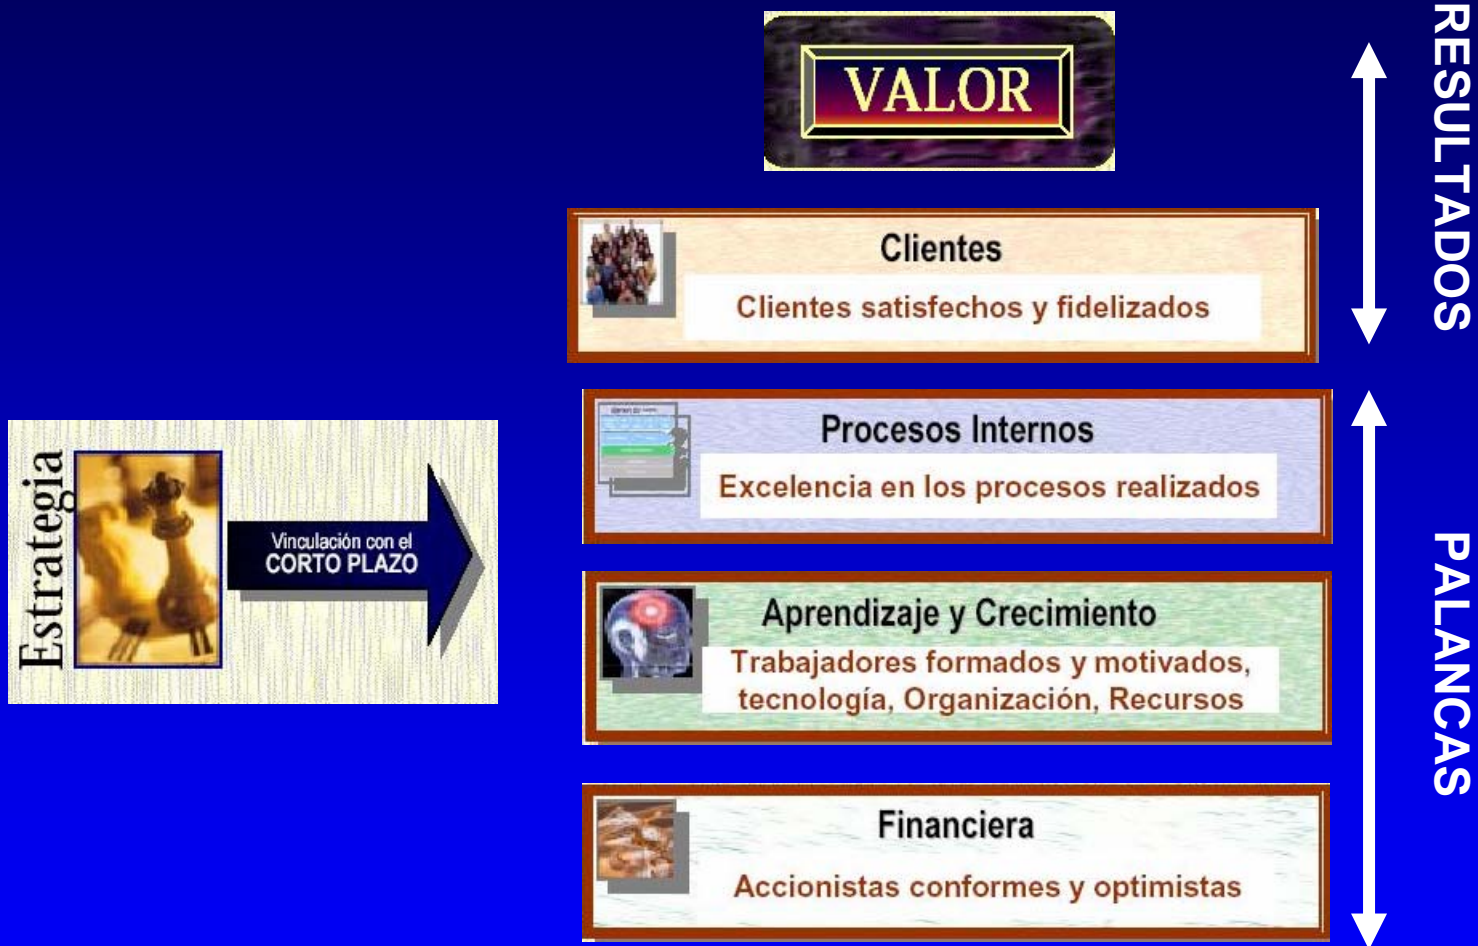 VALOR
RESULTADOS
Clientes
Clientes satisfechos y fidelizados
Procesos Internos
Excelencia en los procesos realizados
Estrategia
Vinculación con el
CORTO PLAZO
Aprendizaje y Crecimiento
Trabajadores formados y motivados,
tecnología, Organización, Recursos
PALANCAS
Financiera
Accionistas conformes y optimistas